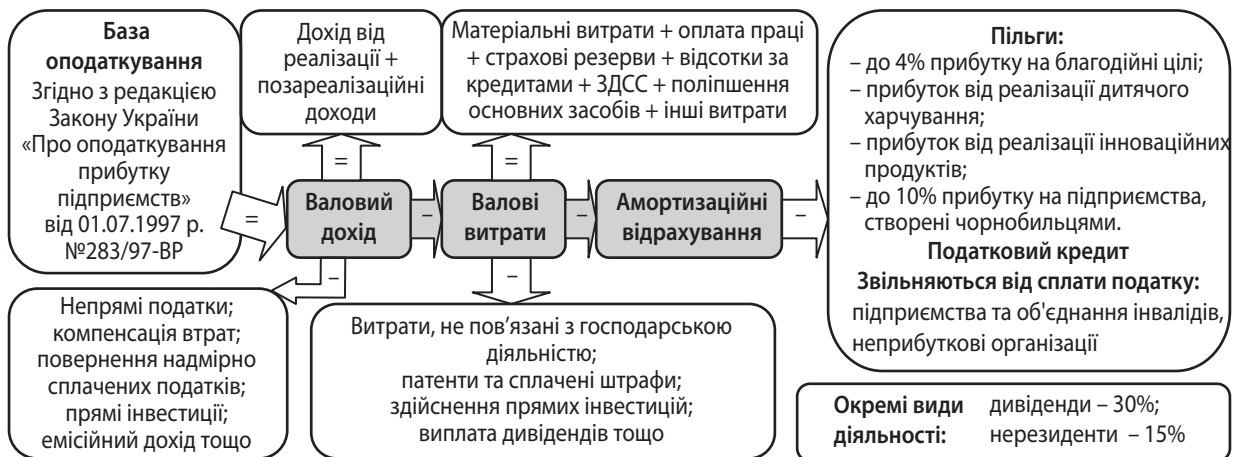 База
оподаткування
Згідно з редакцією
Закону України
«Про оподаткування
прибутку
підприємств»
від 01.07.1997 р.
№283/97-ВР
Дохід від
реалізації +
позареалізаційні
доходи
Матеріальні витрати + оплата праці
+ страхові резерви + відсотки за
кредитами + ЗДСС + поліпшення
основних засобів + інші витрати
=
=
=
Валовий
дохід
–
Валові
витрати
–
Амортизаційні
відрахування
–
–
–
Непрямі податки;
компенсація втрат;
повернення надмірно
сплачених податків;
прямі інвестиції;
емісійний дохід тощо
Витрати, не пов'язані з господарською
діяльністю;
патенти та сплачені штрафи;
здійснення прямих інвестицій;
виплата дивідендів тощо
Пільги:
– до 4% прибутку на благодійні цілі;
– прибуток від реалізації дитячого
харчування;
– прибуток від реалізації інноваційних
продуктів;
– до 10% прибутку на підприємства,
створені чорнобильцями.
Податковий кредит
Звільняються від сплати податку:
підприємства та об'єднання інвалідів,
неприбуткові організації
Окремі види дивіденди – 30%;
діяльності: нерезиденти – 15%